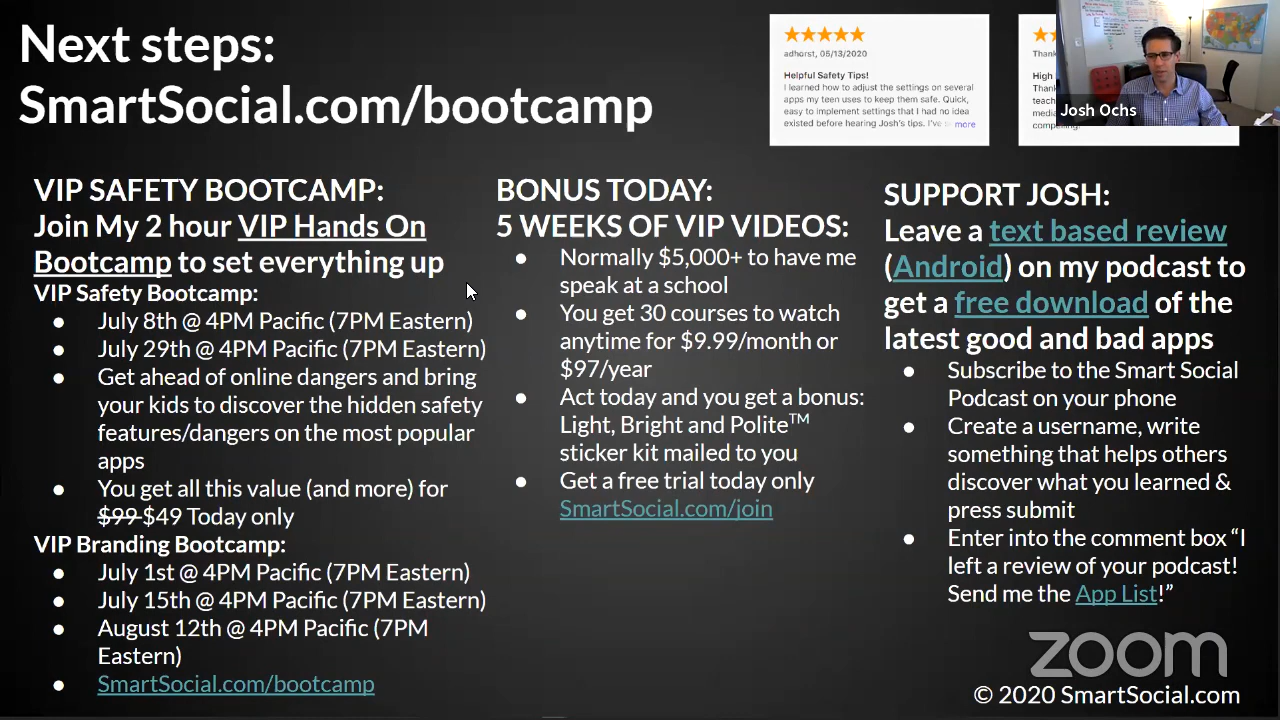 Next steps:
SmartSocial.com/bootcamp
adhorst, 05/13/2020
Helpful Safety Tips!
I learned how to adjust the settings on several
apps my teen uses to keep them safe. Quick,
easy to implement settings that I had no idea
existed before hearing Josh's tips. I've
more
Thank
High
Thank
teach
media
compelling!
Josh Ochs
VIP SAFETY BOOTCAMP:
Join My 2 hour VIP Hands On
Bootcamp to set everything up
VIP Safety Bootcamp:
● July 8th @ 4PM Pacific (7PM Eastern)
● July 29th @ 4PM Pacific (7PM Eastern)
● Get ahead of online dangers and bring
your kids to discover the hidden safety
features/dangers on the most popular
apps
● You get all this value (and more) for
$99 $49 Today only
VIP Branding Bootcamp:
● July 1st @ 4PM Pacific (7PM Eastern)
● July 15th @ 4PM Pacific (7PM Eastern)
● August 12th @ 4PM Pacific (7PM
Eastern)
● SmartSocial.com/bootcamp
BONUS TODAY:
5 WEEKS OF VIP VIDEOS:
● Normally $5,000+ to have me
speak at a school
● You get 30 courses to watch
anytime for $9.99/month or
$97/year
● Act today and you get a bonus:
Light, Bright and Polite™
sticker kit mailed to you
● Get a free trial today only
SmartSocial.com/join
SUPPORT JOSH:
Leave a text based review
(Android) on my podcast to
get a free download of the
latest good and bad apps
● Subscribe to the Smart Social
Podcast on your phone
● Create a username, write
something that helps others
discover what you learned &
press submit
● Enter into the comment box “I
left a review of your podcast!
Send me the App List!”
zoom
© 2020 SmartSocial.com